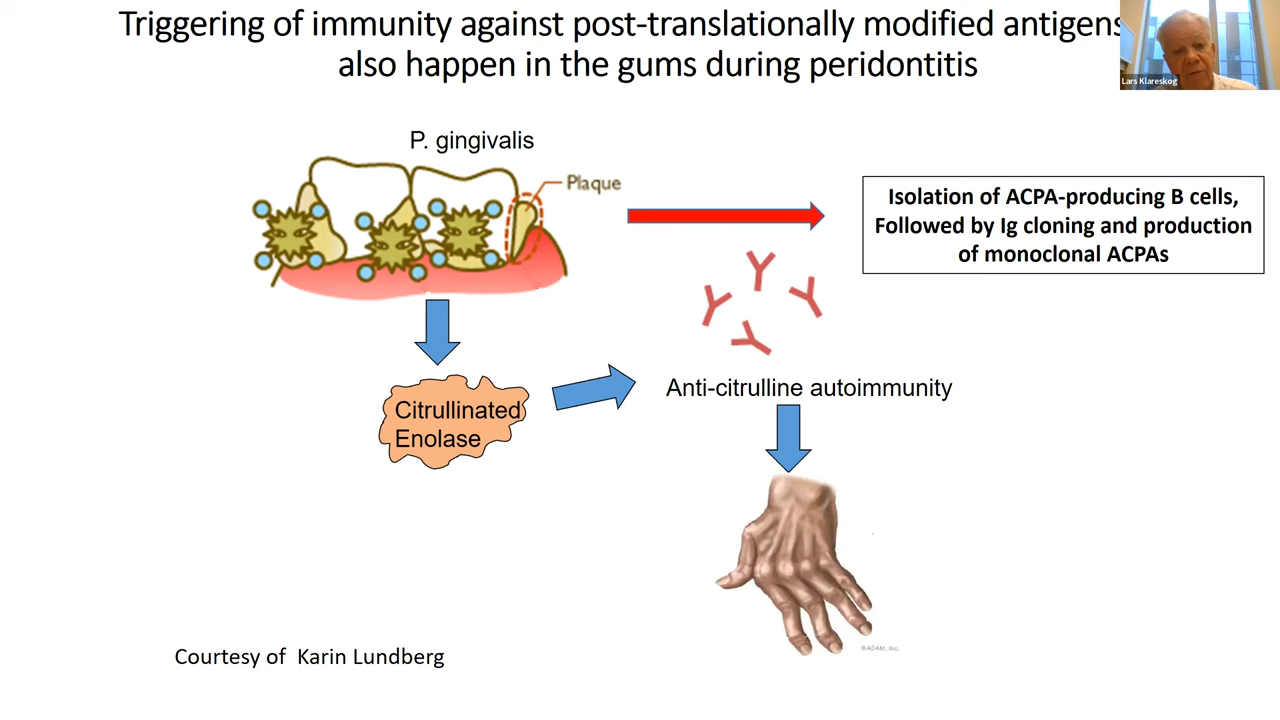 Triggering of immunity against post-translationally modified antigens
also happen in the gums during peridontitis
Lars Klareskog
P. gingivalis
Plaque
Isolation of ACPA-producing B cells,
Followed by Ig cloning and production
of monoclonal ACPAs
Citrullinated
Enolase
Anti-citrulline autoimmunity
©ADAM, Inc.
Courtesy of Karin Lundberg